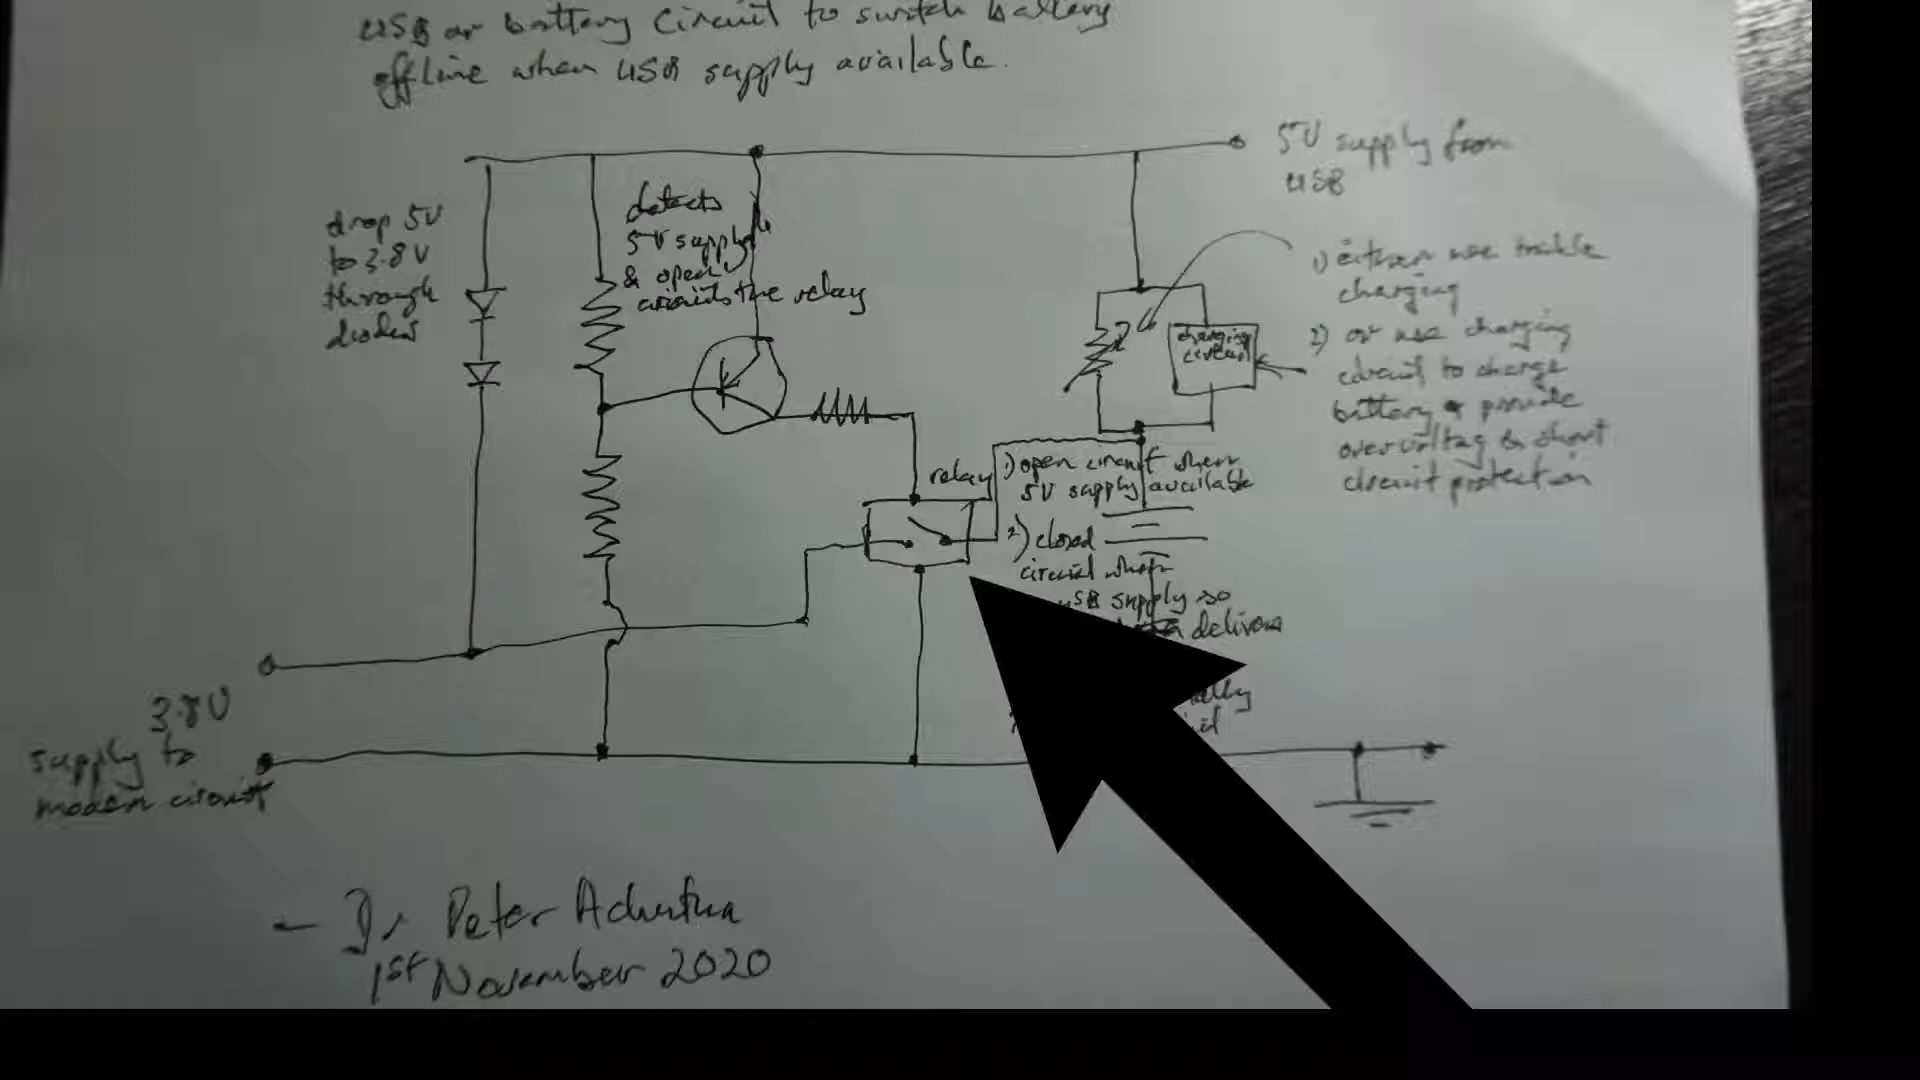 USB or battery circuit to switch battery
offline when USB supply available.
5V supply from
USB
drop 5V
to 3.8V
through
diodes
detects
5V supply
& open
circuits the relay
1) either use trickle
charging
2) or use charging
circuit to charge
battery & provide
overvoltag & short
circuit protection
charging
circuit
relay
1) open circuit when
5V supply available
2) closed
circuit when
USB supply so
delivers
3.8V
supply to
modem circuit
- Dr Peter Achutha
1st November 2020